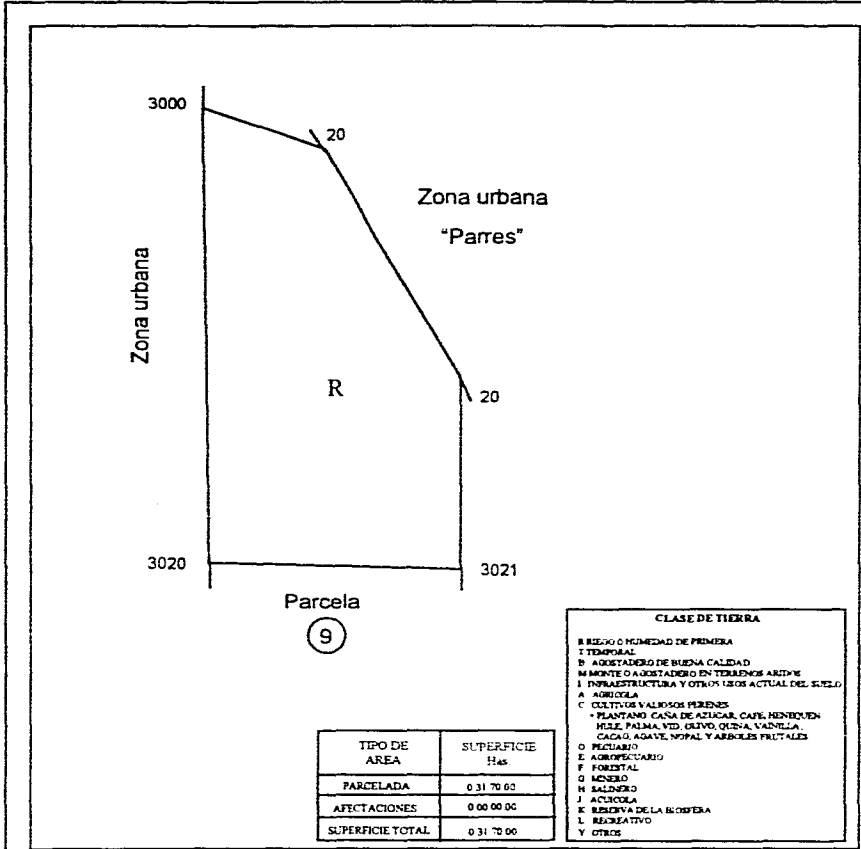 3000
20
Zona urbana
"Parres"
Zona urbana
R
20
3020
3021
Parcela
9
CLASE DE TIERRA
R RIEGO O HUMEDAD DE PRIMERA
T TEMPORAL
B AGOSTADERO DE BUENA CALIDAD
M MONTE O AGOSTADERO EN TERRENOS ARIDOS
I INFRAESTRUCTURA Y OTROS USOS ACTUAL DEL SUELO
A AGRICOLA
C CULTIVOS VALIOSOS PERENES
• PLANTANO CAÑA DE AZUCAR, CAFE, HENEQUEN
HULE, PALMA, VID, OLIVO, QUINA, VAINILLA,
CACAO, AGAVE, NOPAL Y ARBOLES FRUTALES
O PECUARIO
E AGROPECUARIO
F FORESTAL
G MINERO
H SALINERO
J ACUICOLA
K RESERVA DE LA BIOSFERA
L RECREATIVO
Y OTROS
TIPO DE AREA SUPERFICIE Has
PARCELADA 0 31 70 00
AFECTACIONES 0 00 00 00
SUPERFICIE TOTAL 0 31 70 00